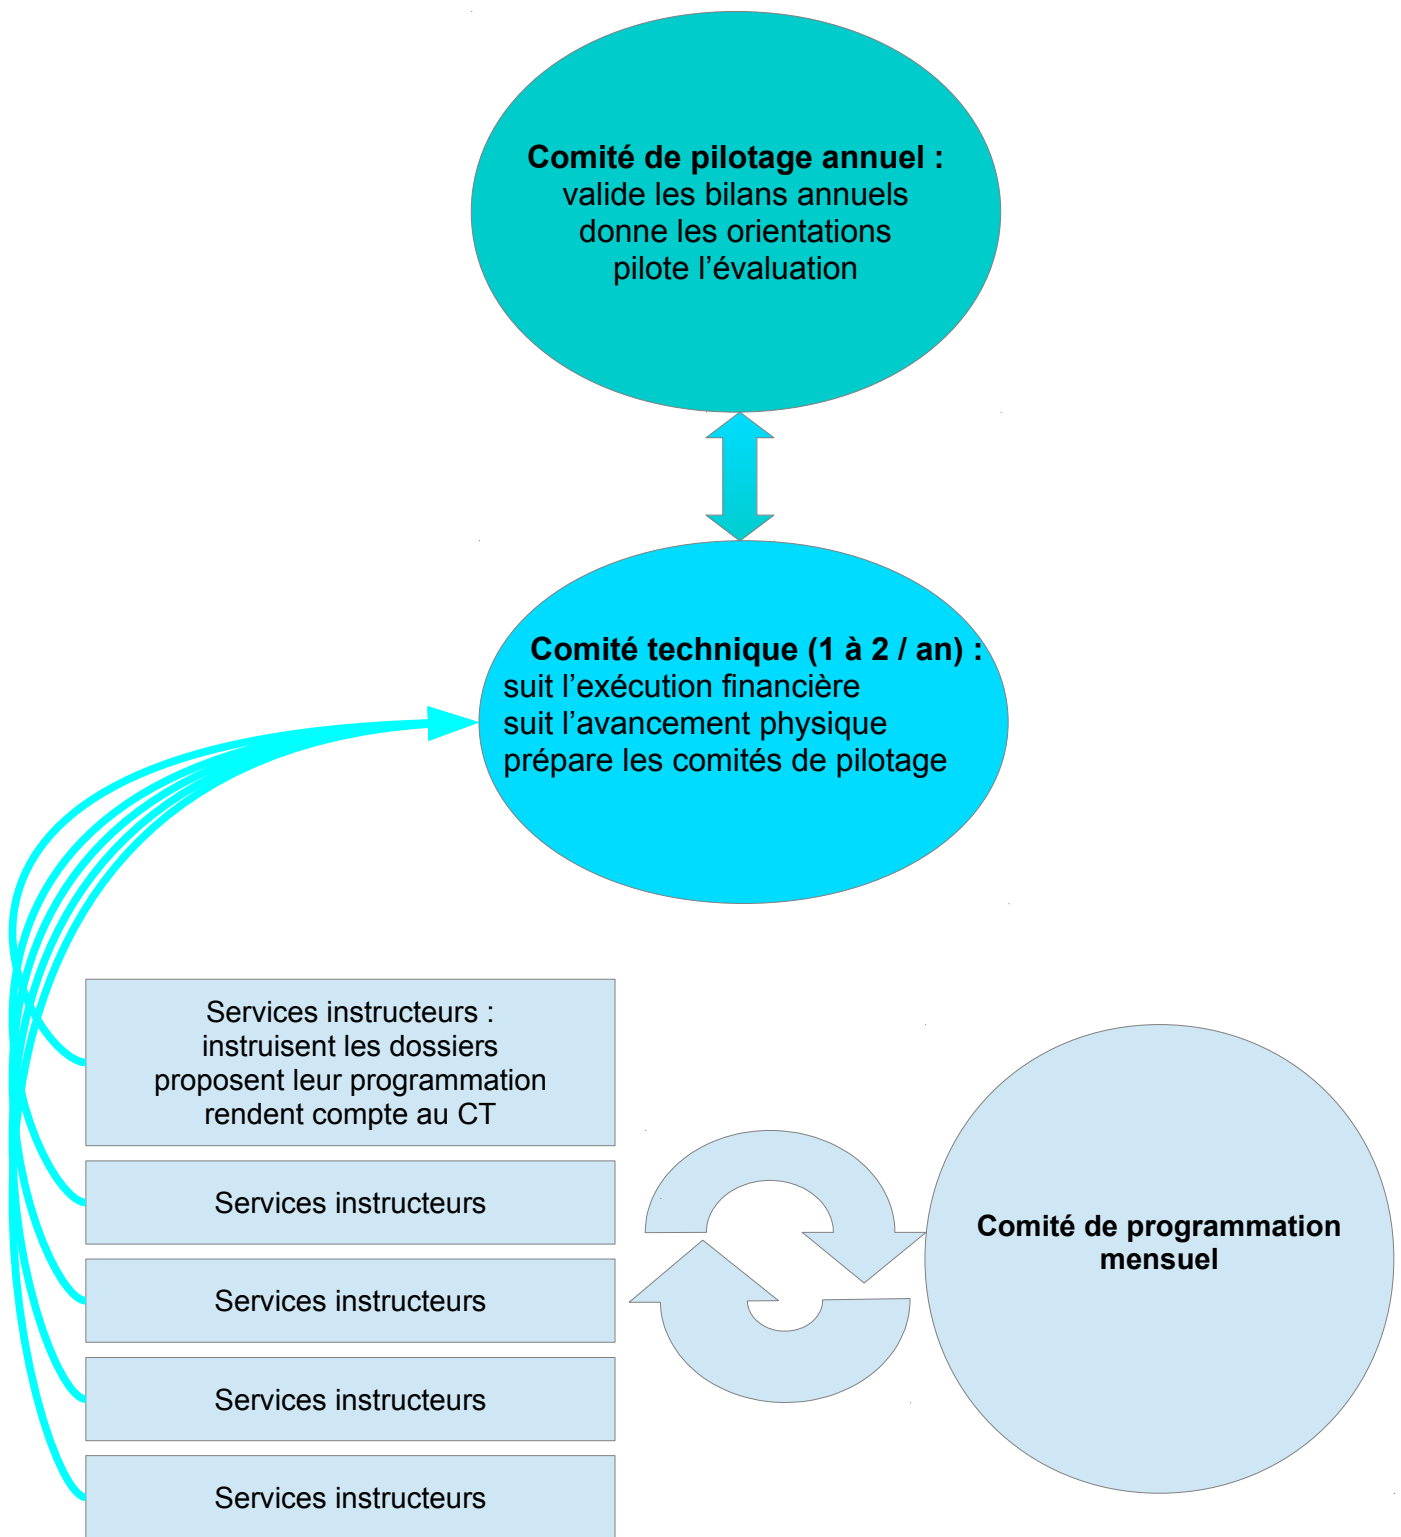 Comité de pilotage annuel :
valide les bilans annuels
donne les orientations
pilote l’évaluation
Comité technique (1 à 2 / an) :
suit l’exécution financière
suit l’avancement physique
prépare les comités de pilotage
Services instructeurs :
instruisent les dossiers
proposent leur programmation
rendent compte au CT
Services instructeurs
Services instructeurs
Services instructeurs
Services instructeurs
Comité de programmation
mensuel